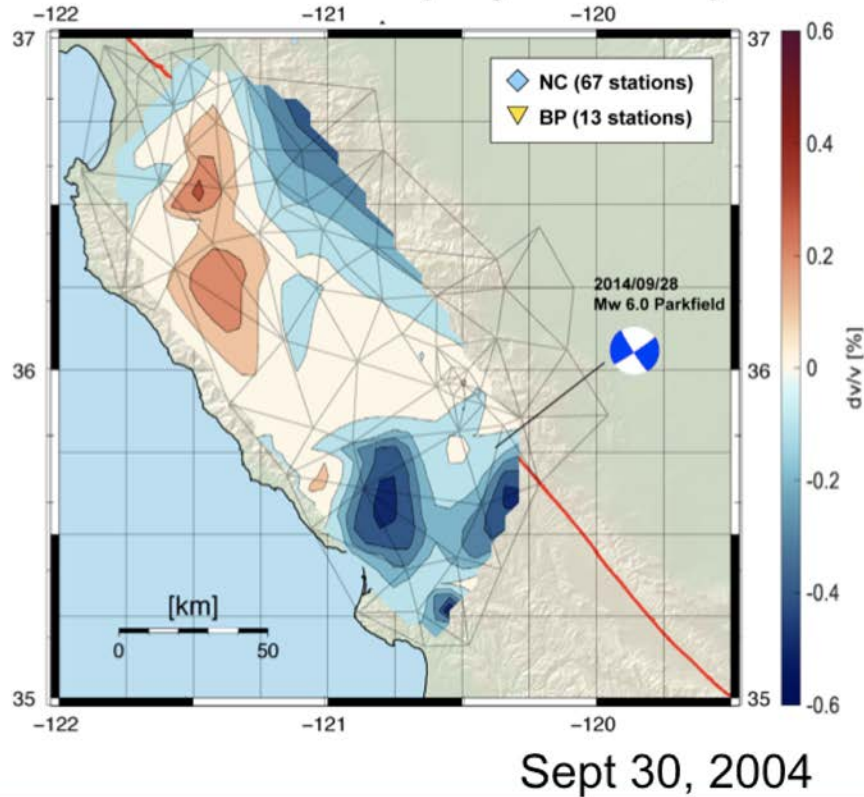 −122 −121 −120
37 37
0.6
NC (67 stations)
BP (13 stations)
0.4
0.2
2014/09/28
Mw 6.0 Parkfield
36 36
0
dv/v [%]
-0.2
[km]
0 50
-0.4
35 35
-0.6
−122 −121 −120
Sept 30, 2004